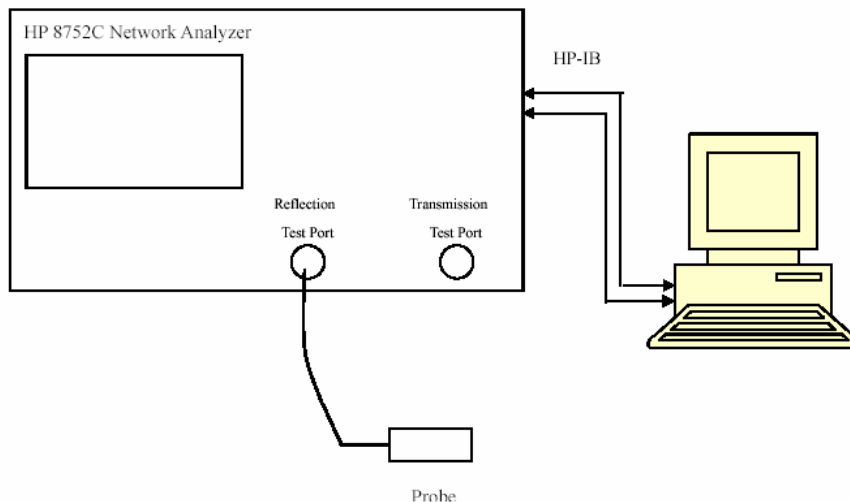 HP 8752C Network Analyzer
HP-IB
Reflection
Test Port
Transmission
Test Port
Probe